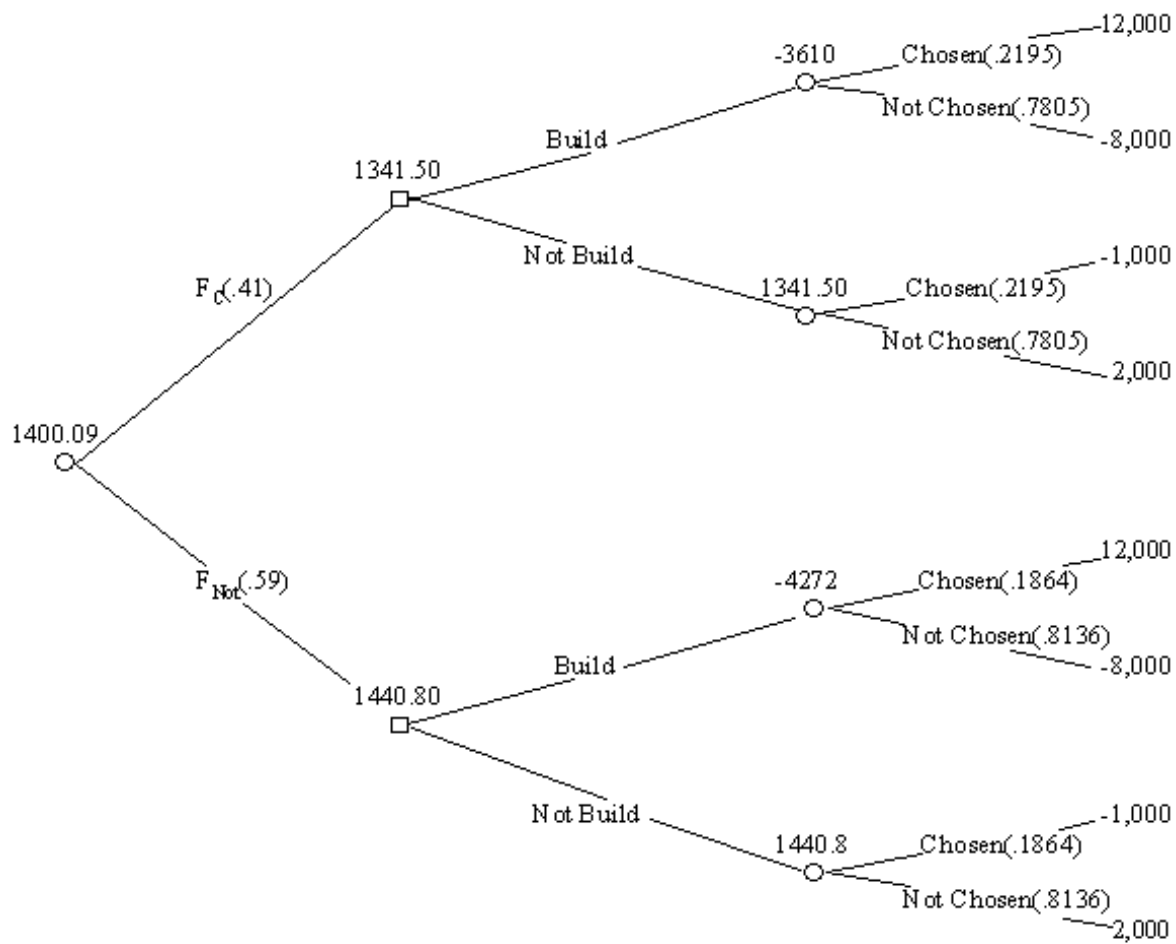 12,000
-3610
Chosen(.2195)
Not Chosen(.7805)
Build
-8,000
1341.50
Not Build
-1,000
F_C(.41)
1341.50
Chosen(.2195)
Not Chosen(.7805)
2,000
1400.09
12,000
F_Not(.59)
-4272
Chosen(.1864)
Not Chosen(.8136)
Build
-8,000
1440.80
Not Build
-1,000
1440.8
Chosen(.1864)
Not Chosen(.8136)
2,000